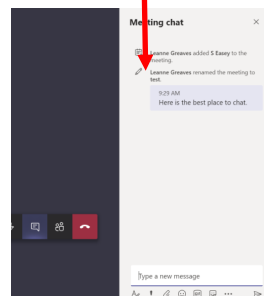 Meeting chat
Leanne Greaves added S Easey to the
meeting.
Leanne Greaves renamed the meeting to
test.
9:29 AM
Here is the best place to chat.
Type a new message